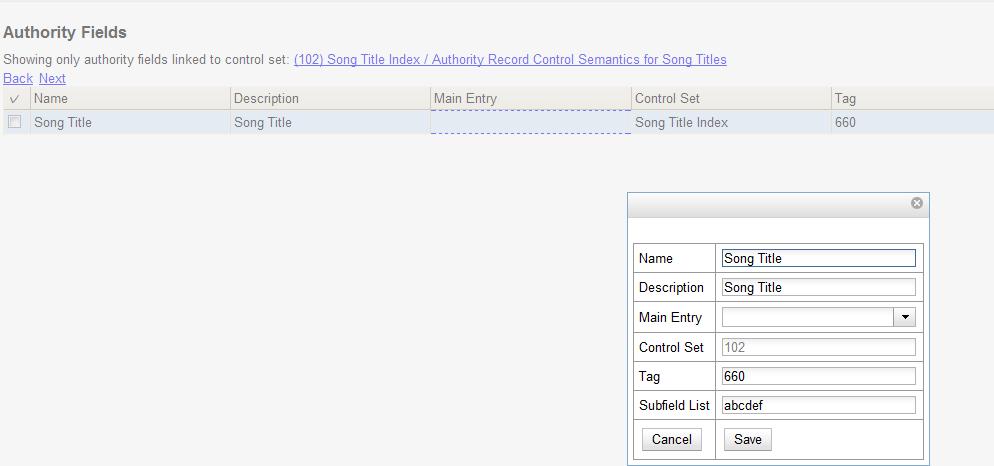 Authority Fields
Showing only authority fields linked to control set: (102) Song Title Index / Authority Record Control Semantics for Song Titles
Back Next
✓ Name Description Main Entry Control Set Tag
Song Title Song Title Song Title Index 660
Name Song Title
Description Song Title
Main Entry
Control Set 102
Tag 660
Subfield List abcdef
Cancel Save